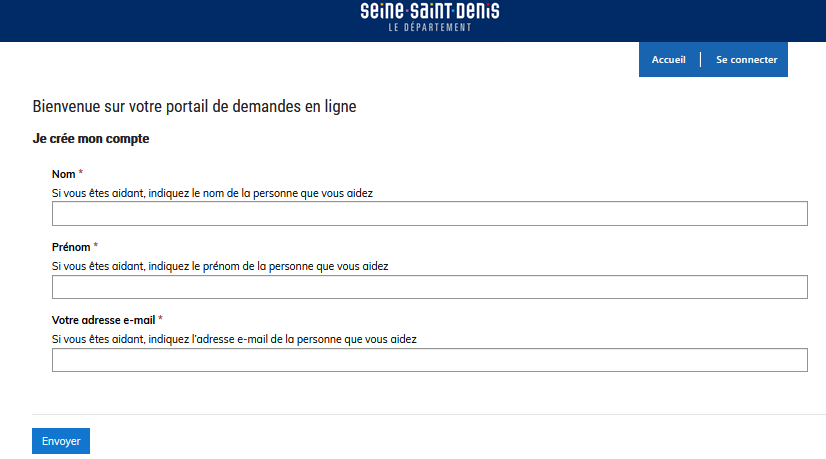 seine-saint-Denis
LE DÉPARTEMENT
Accueil
Se connecter
Bienvenue sur votre portail de demandes en ligne
Je crée mon compte
Nom *
Si vous êtes aidant, indiquez le nom de la personne que vous aidez
Prénom *
Si vous êtes aidant, indiquez le prénom de la personne que vous aidez
Votre adresse e-mail *
Si vous êtes aidant, indiquez l'adresse e-mail de la personne que vous aidez
Envoyer